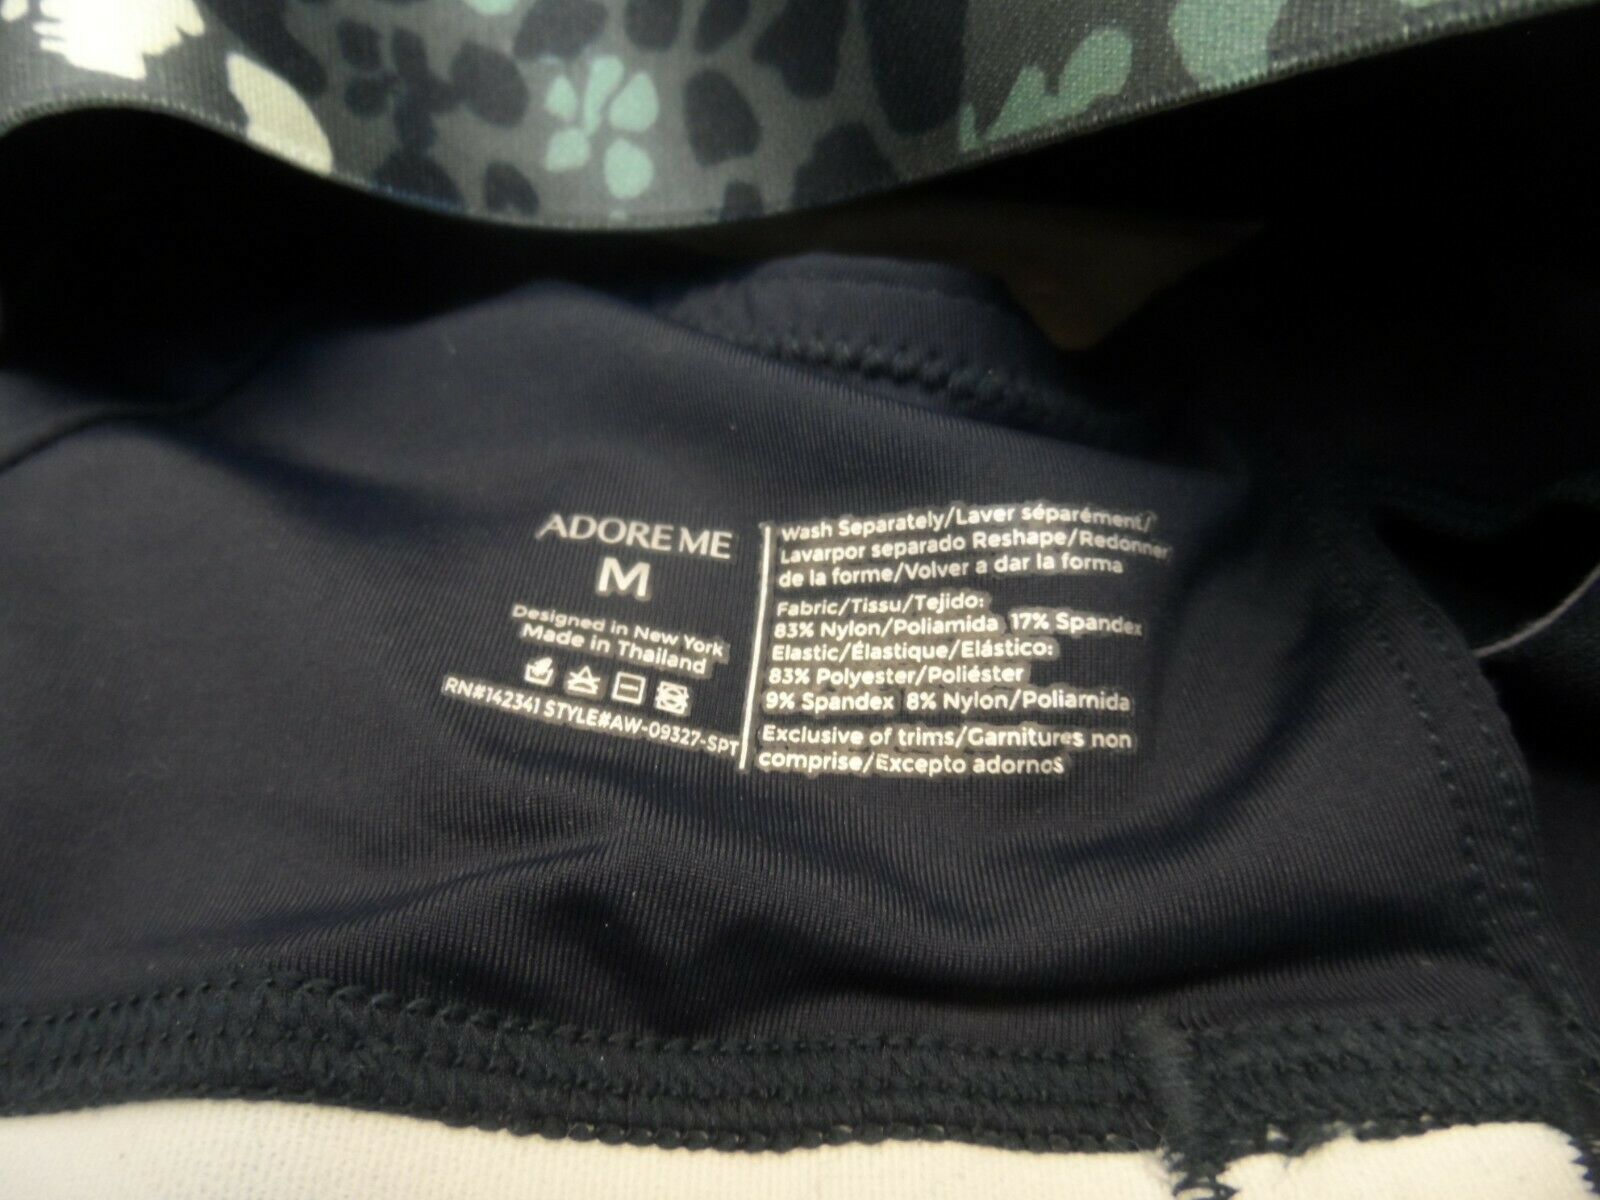 ADORE ME
M
Designed in New York
Made in Thailand
RN#142341 STYLE#AW-09327-SPT
Wash Separately/Laver séparément/
Lavarpor separado Reshape/Redonner
de la forme/Volver a dar la forma
Fabric/Tissu/Tejido:
83% Nylon/Poliamida 17% Spandex
Elastic/Élastique/Elástico:
83% Polyester/Poliéster
9% Spandex 8% Nylon/Poliamida
Exclusive of trims/Garnitures non
comprise/Excepto adornos